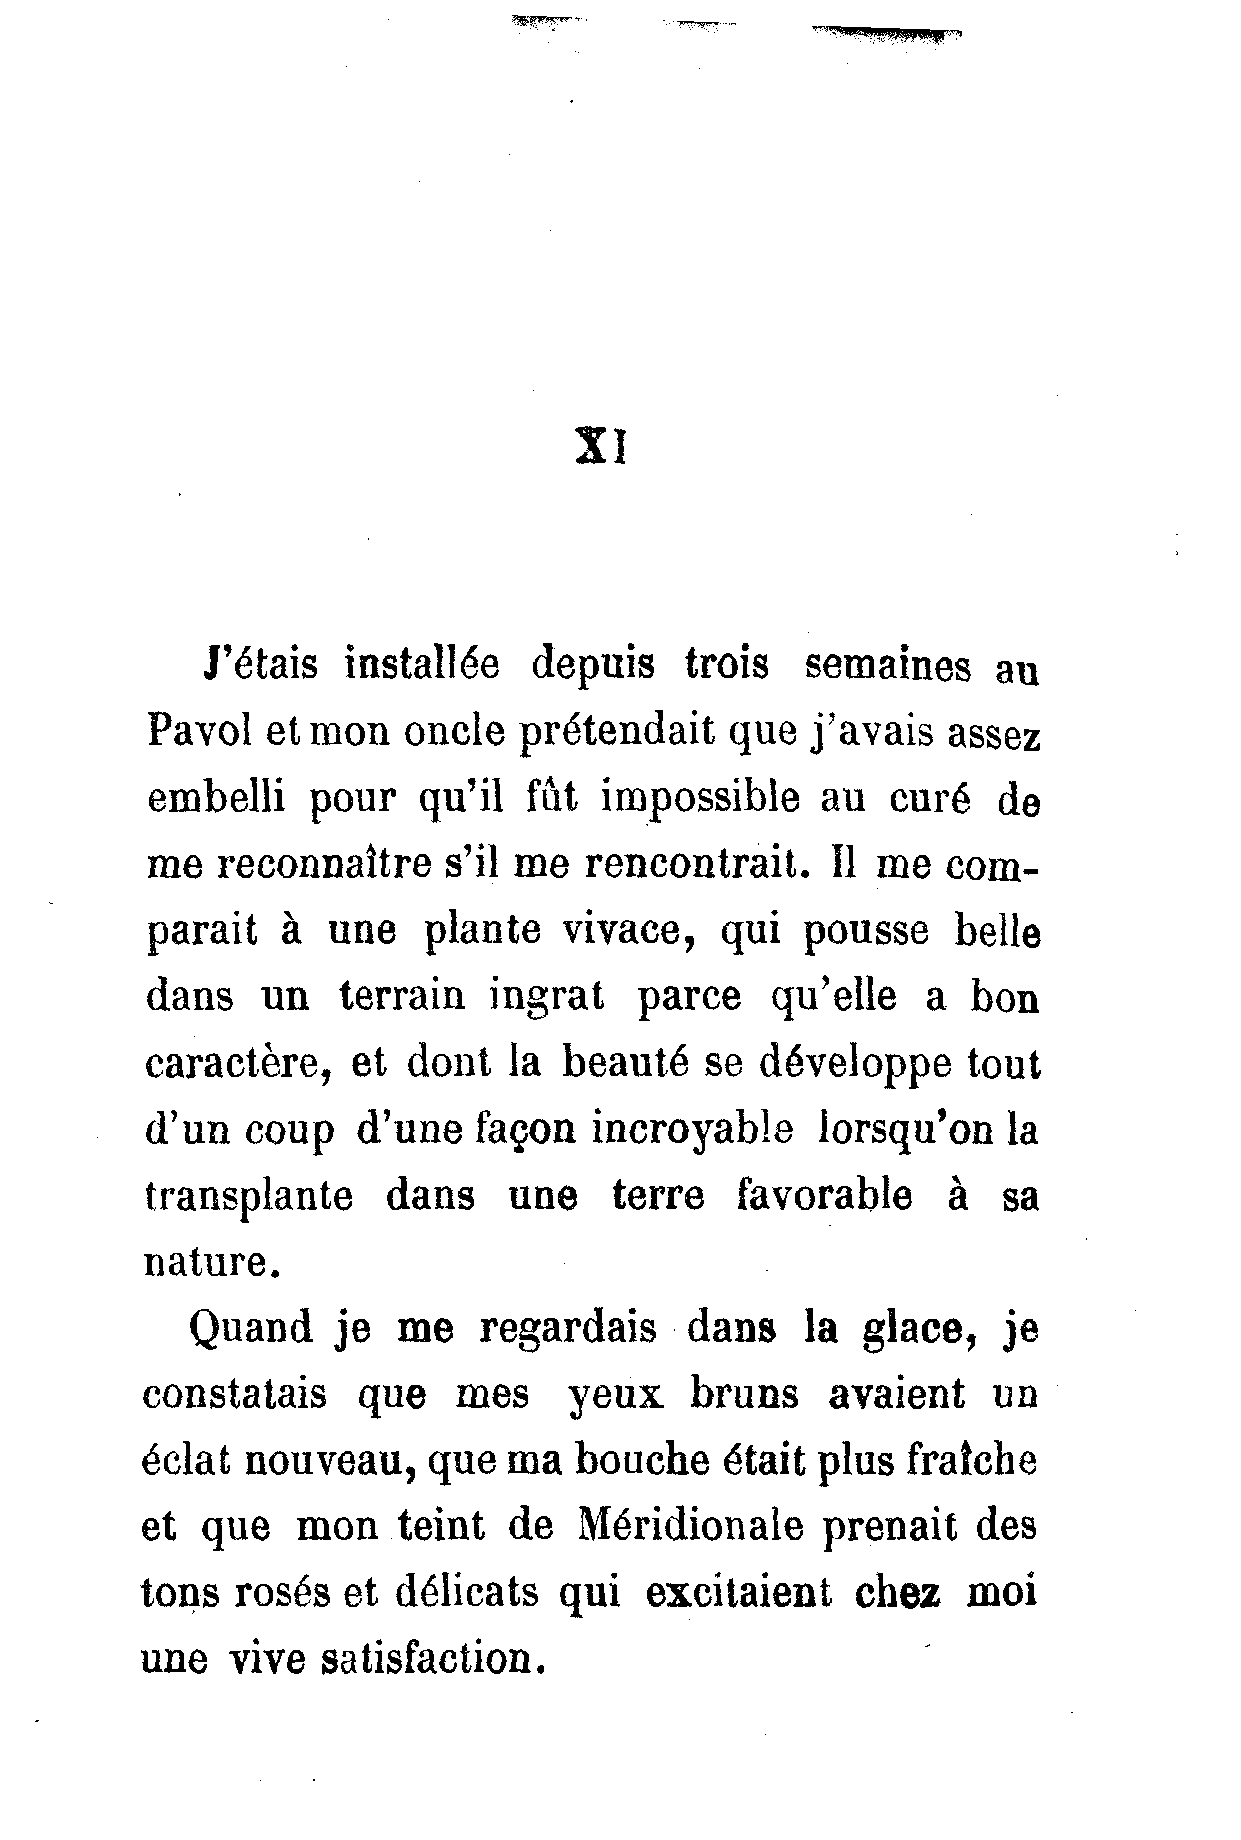 XI
J'étais installée depuis trois semaines au
Pavol et mon oncle prétendait que j'avais assez
embelli pour qu'il fût impossible au curé de
me reconnaître s'il me rencontrait. Il me com-
parait à une plante vivace, qui pousse belle
dans un terrain ingrat parce qu'elle a bon
caractère, et dont la beauté se développe tout
d'un coup d'une façon incroyable lorsqu'on la
transplante dans une terre favorable à sa
nature.
Quand je me regardais dans la glace, je
constatais que mes yeux bruns avaient un
éclat nouveau, que ma bouche était plus fraîche
et que mon teint de Méridionale prenait des
tons rosés et délicats qui excitaient chez moi
une vive satisfaction.